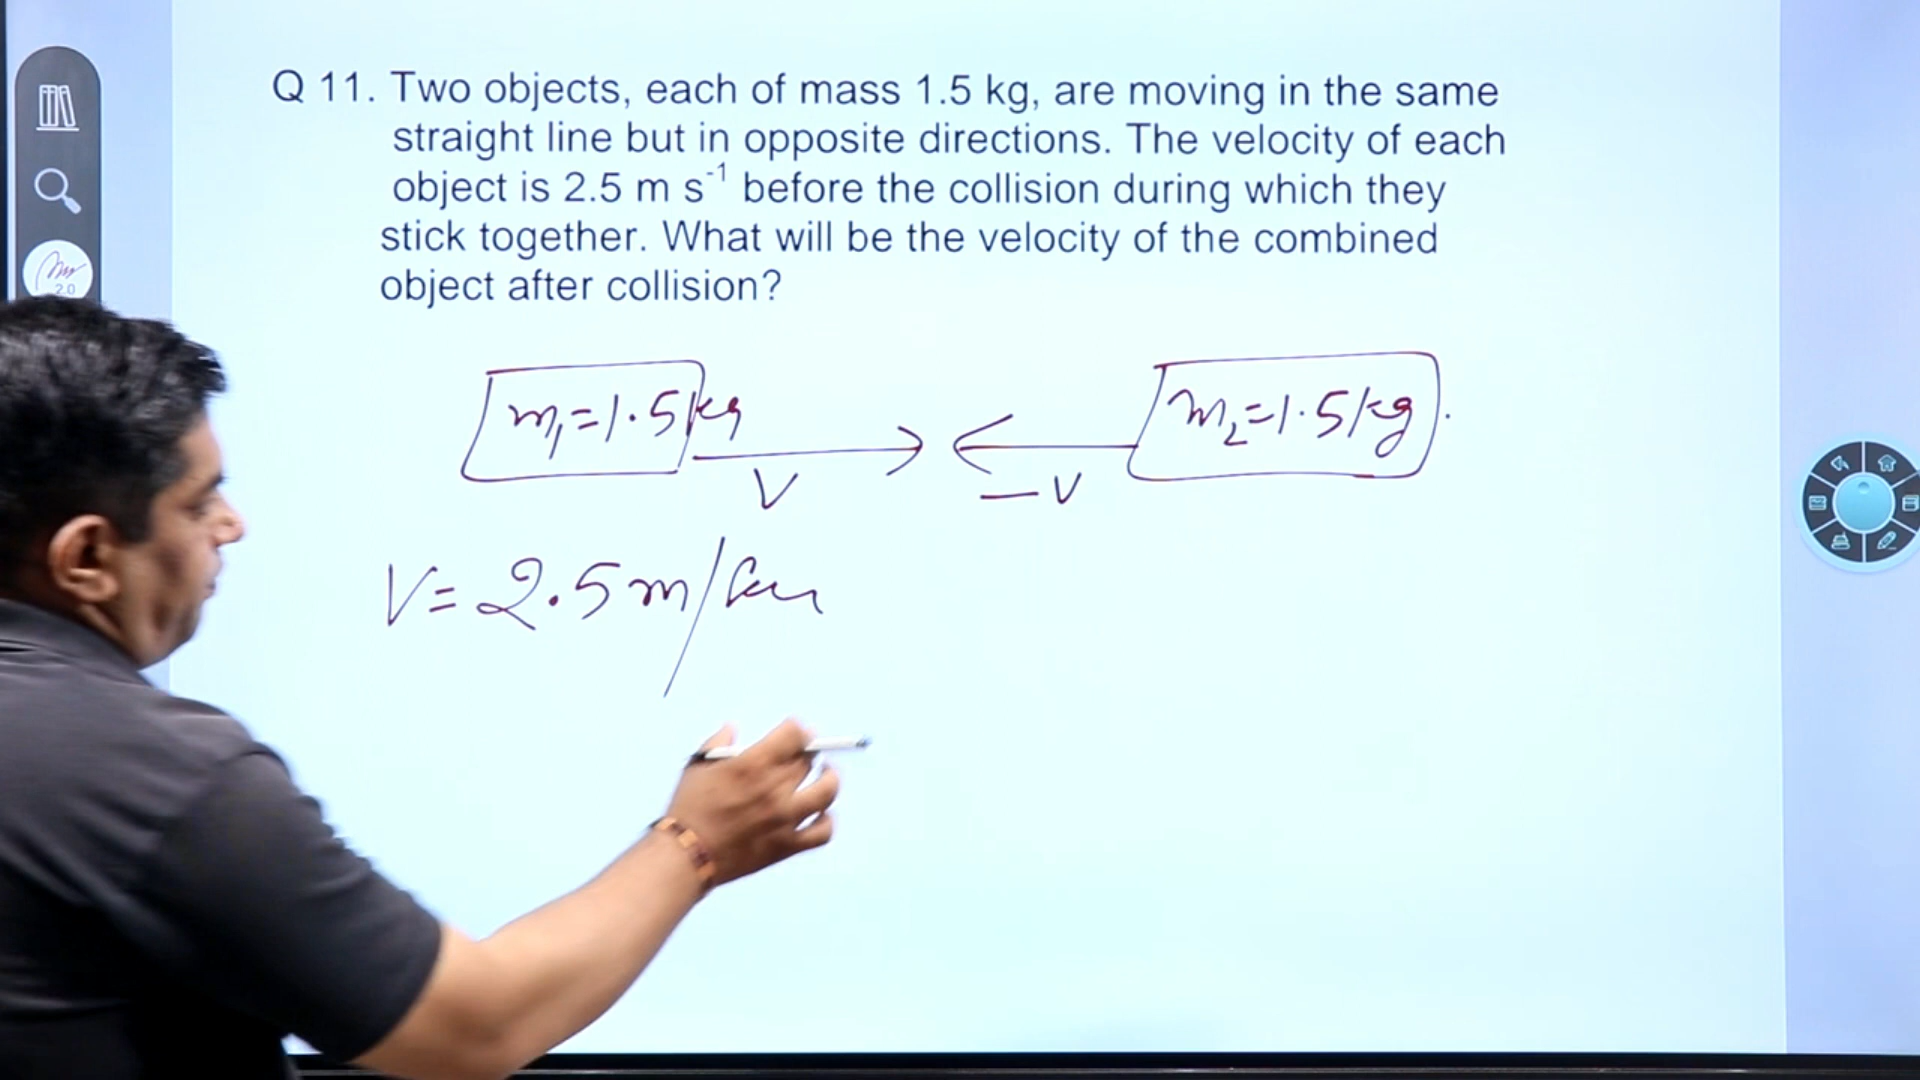 Q 11. Two objects, each of mass 1.5 kg, are moving in the same
straight line but in opposite directions. The velocity of each
object is 2.5 m s⁻¹ before the collision during which they
stick together. What will be the velocity of the combined
object after collision?
2.0
m₁=1.5kg
m₂=1.5kg
V
-V
V= 2.5m/